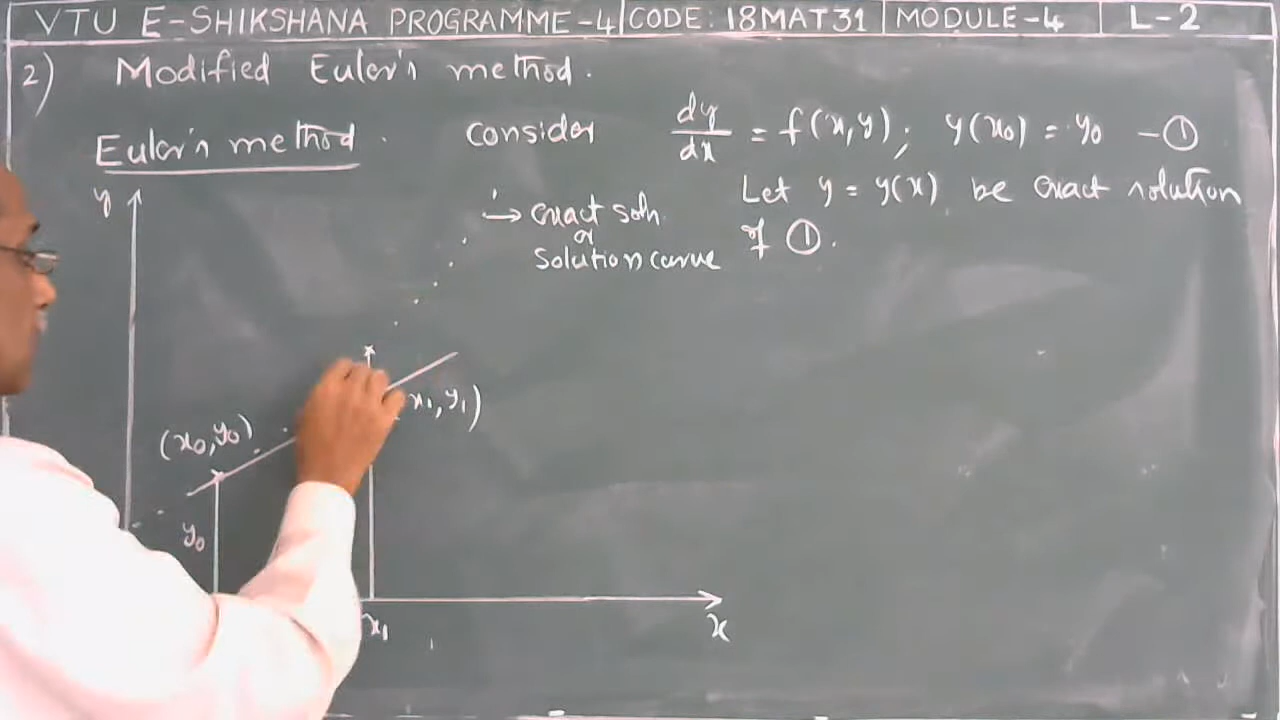 VTU E-SHIKSHANA PROGRAMME-4 | CODE: 18MAT31 | MODULE-4 | L-2
2) Modified Euler's method.
Euler's method. Consider dy/dx = f(x,y); y(x₀) = y₀ -①
Let y = y(x) be exact solution
of ①.
y
→ exact soln.
or
Solution curve
(x₀,y₀)
(x₁,y₁)
y₀
x₁
x